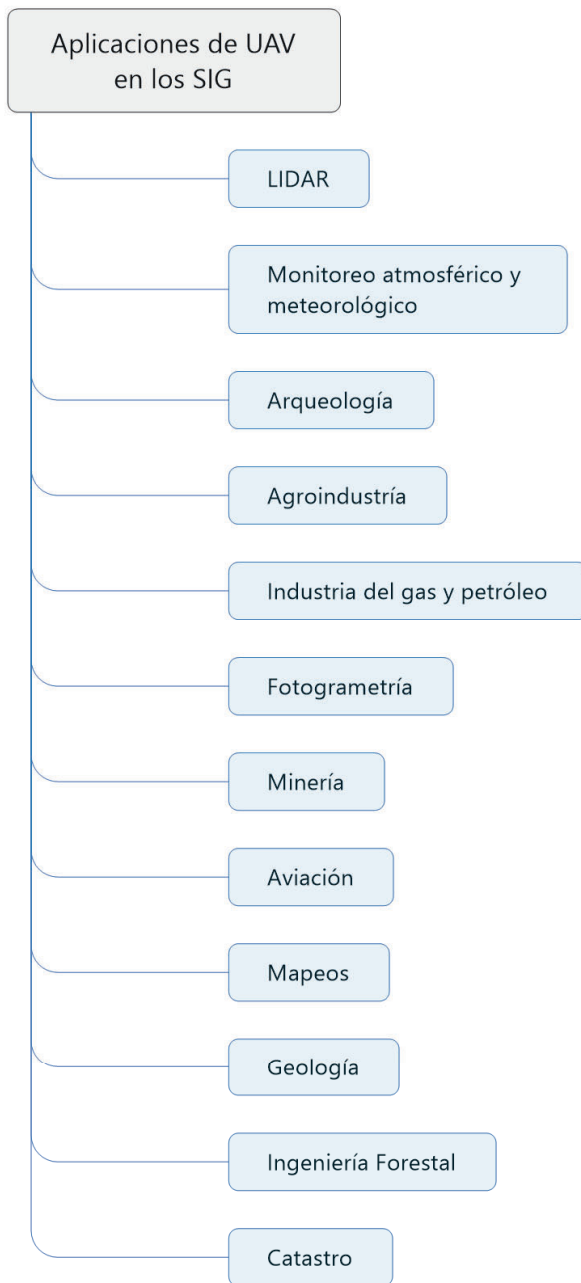 Aplicaciones de UAV
en los SIG
LIDAR
Monitoreo atmosférico y
meteorológico
Arqueología
Agroindustría
Industria del gas y petróleo
Fotogrametría
Minería
Aviación
Mapeos
Geología
Ingeniería Forestal
Catastro